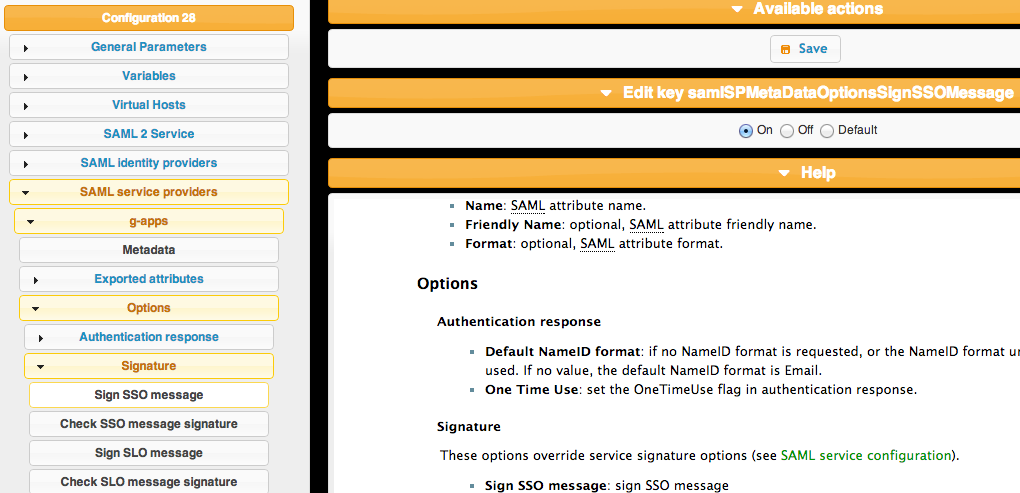 Configuration 28
General Parameters
Variables
Virtual Hosts
SAML 2 Service
SAML identity providers
SAML service providers
g-apps
Metadata
Exported attributes
Options
Authentication response
Signature
Sign SSO message
Check SSO message signature
Sign SLO message
Check SLO message signature
Available actions
Save
Edit key samlSPMetaDataOptionsSignSSOMessage
On Off Default
Help
Name: SAML attribute name.
Friendly Name: optional, SAML attribute friendly name.
Format: optional, SAML attribute format.
Options
Authentication response
Default NameID format: if no NameID format is requested, or the NameID format
used. If no value, the default NameID format is Email.
One Time Use: set the OneTimeUse flag in authentication response.
Signature
These options override service signature options (see SAML service configuration).
Sign SSO message: sign SSO message